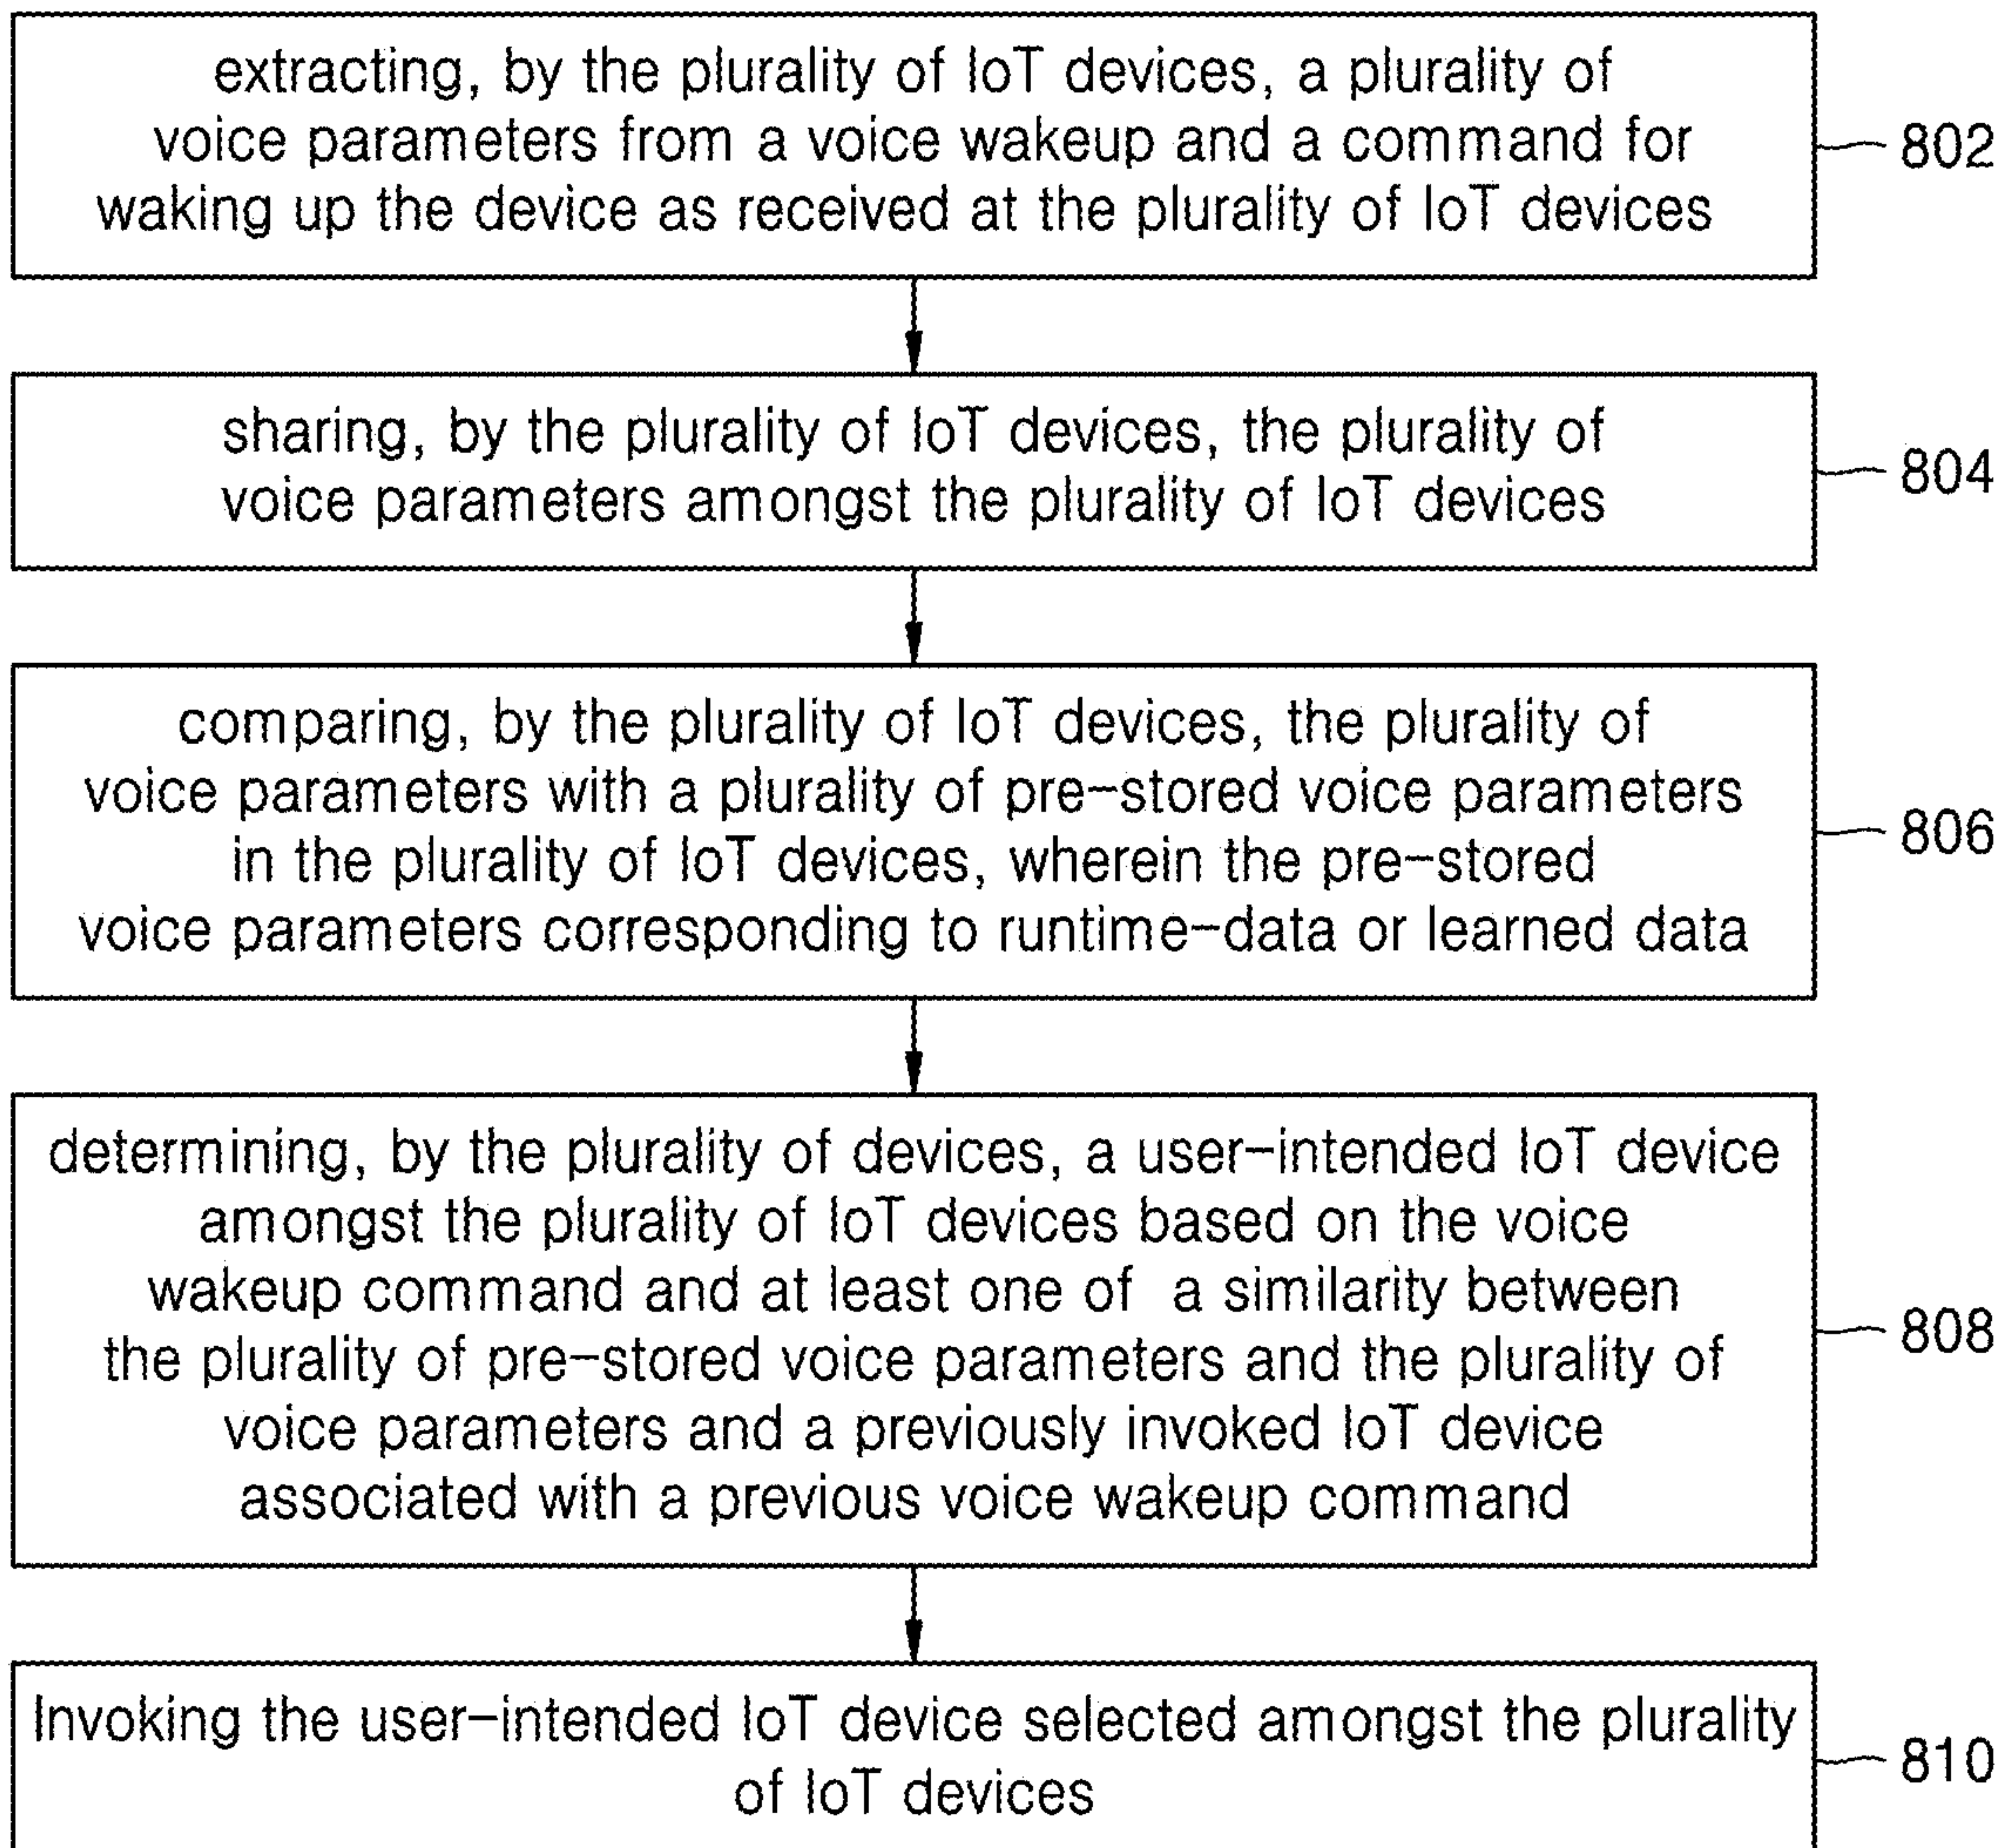 extracting, by the plurality of IoT devices, a plurality of
voice parameters from a voice wakeup and a command for
waking up the device as received at the plurality of IoT devices
802
sharing, by the plurality of IoT devices, the plurality of
voice parameters amongst the plurality of IoT devices
804
comparing, by the plurality of IoT devices, the plurality of
voice parameters with a plurality of pre-stored voice parameters
in the plurality of IoT devices, wherein the pre-stored
voice parameters corresponding to runtime-data or learned data
806
determining, by the plurality of devices, a user-intended IoT device
amongst the plurality of IoT devices based on the voice
wakeup command and at least one of a similarity between
the plurality of pre-stored voice parameters and the plurality of
voice parameters and a previously invoked IoT device
associated with a previous voice wakeup command
808
Invoking the user-intended IoT device selected amongst the plurality
of IoT devices
810